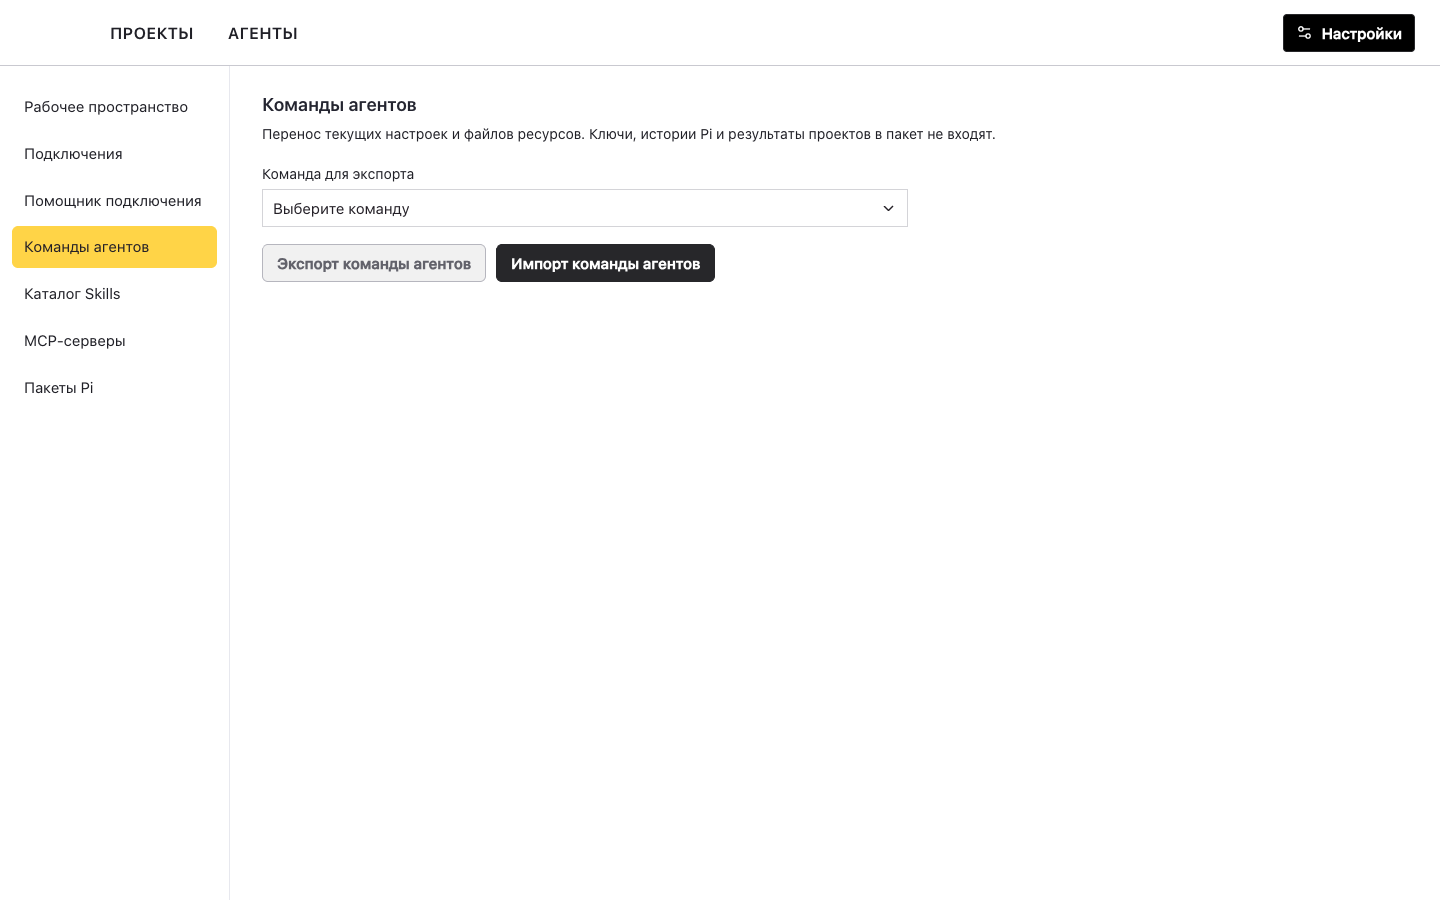 ПРОЕКТЫ
АГЕНТЫ
Настройки
Рабочее пространство
Подключения
Помощник подключения
Команды агентов
Каталог Skills
MCP-серверы
Пакеты Pi
Команды агентов
Перенос текущих настроек и файлов ресурсов. Ключи, истории Pi и результаты проектов в пакет не входят.
Команда для экспорта
Выберите команду
Экспорт команды агентов
Импорт команды агентов